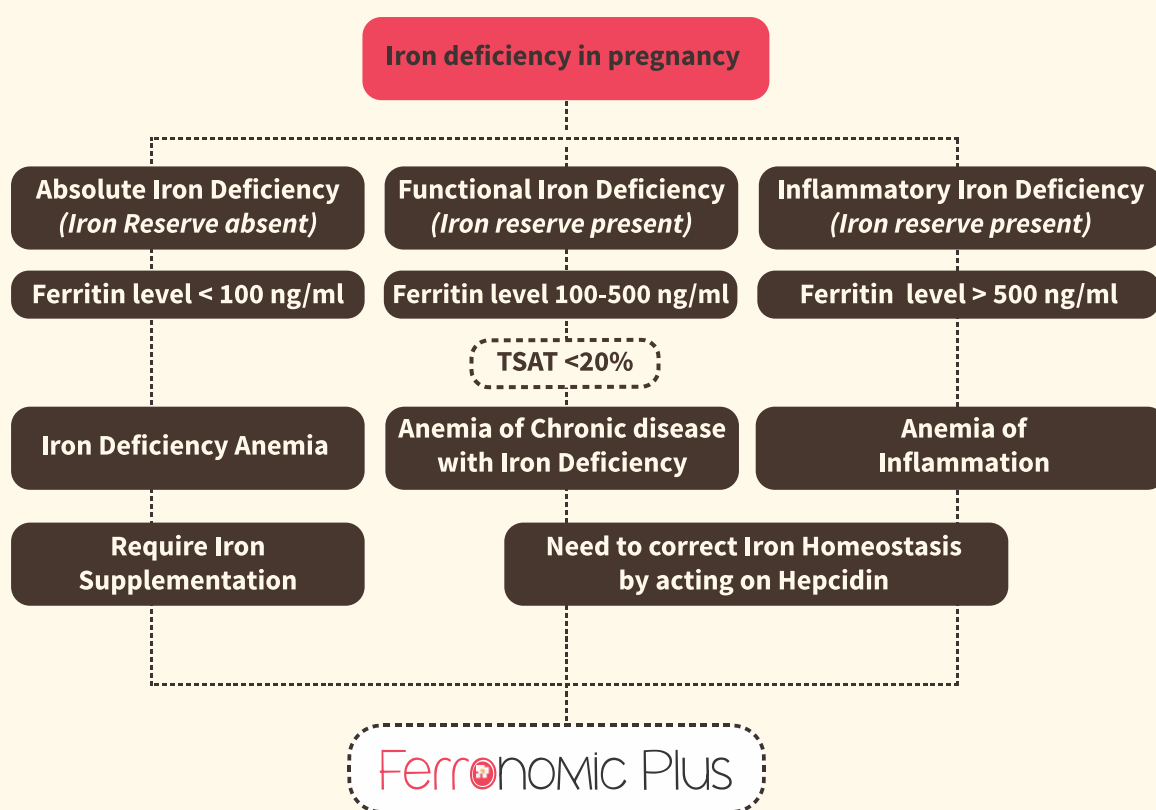 Iron deficiency in pregnancy
Absolute Iron Deficiency
(Iron Reserve absent)
Functional Iron Deficiency
(Iron reserve present)
Inflammatory Iron Deficiency
(Iron reserve present)
Ferritin level < 100 ng/ml
Ferritin level 100-500 ng/ml
Ferritin level > 500 ng/ml
TSAT <20%
Iron Deficiency Anemia
Anemia of Chronic disease
with Iron Deficiency
Anemia of
Inflammation
Require Iron
Supplementation
Need to correct Iron Homeostasis
by acting on Hepcidin
Ferronomic Plus